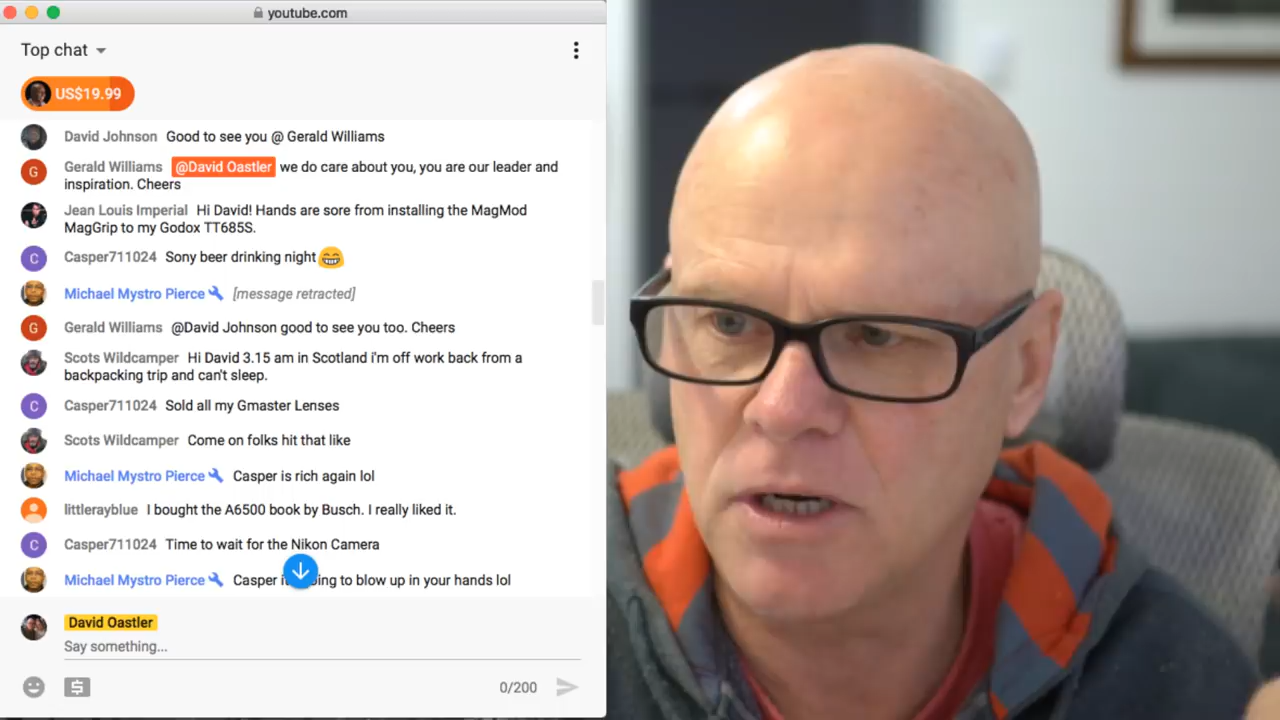 youtube.com
Top chat
US$19.99
David Johnson Good to see you @ Gerald Williams
Gerald Williams @David Oastler we do care about you, you are our leader and
inspiration. Cheers
Jean Louis Imperial Hi David! Hands are sore from installing the MagMod
MagGrip to my Godox TT685S.
Casper711024 Sony beer drinking night 😁
Michael Mystro Pierce [message retracted]
Gerald Williams @David Johnson good to see you too. Cheers
Scots Wildcamper Hi David 3.15 am in Scotland i'm off work back from a
backpacking trip and can't sleep.
Casper711024 Sold all my Gmaster Lenses
Scots Wildcamper Come on folks hit that like
Michael Mystro Pierce Casper is rich again lol
littlerayblue I bought the A6500 book by Busch. I really liked it.
Casper711024 Time to wait for the Nikon Camera
Michael Mystro Pierce Casper to blow up in your hands lol
David Oastler
Say something...
0/200